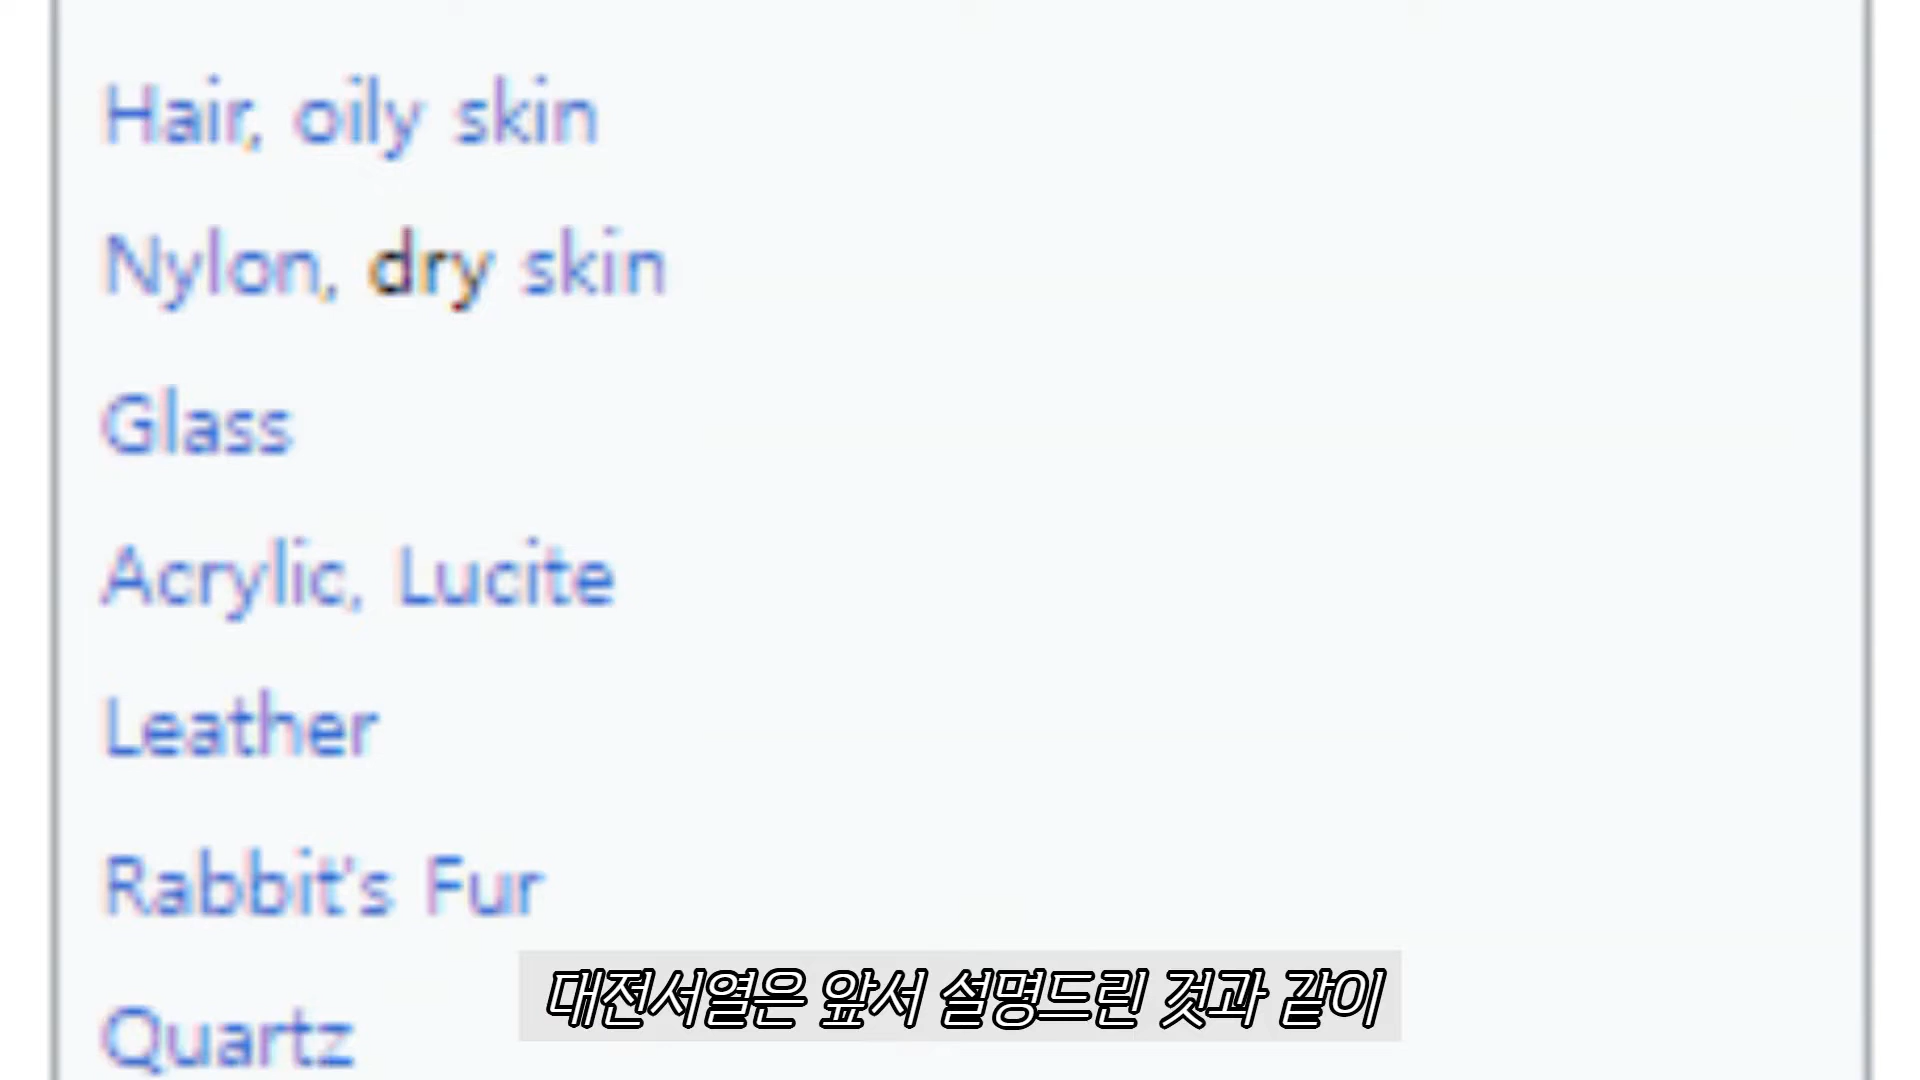 Hair, oily skin
Nylon, dry skin
Glass
Acrylic, Lucite
Leather
Rabbit's Fur
Quartz
대전서열은 앞서 설명드린 것과 같이